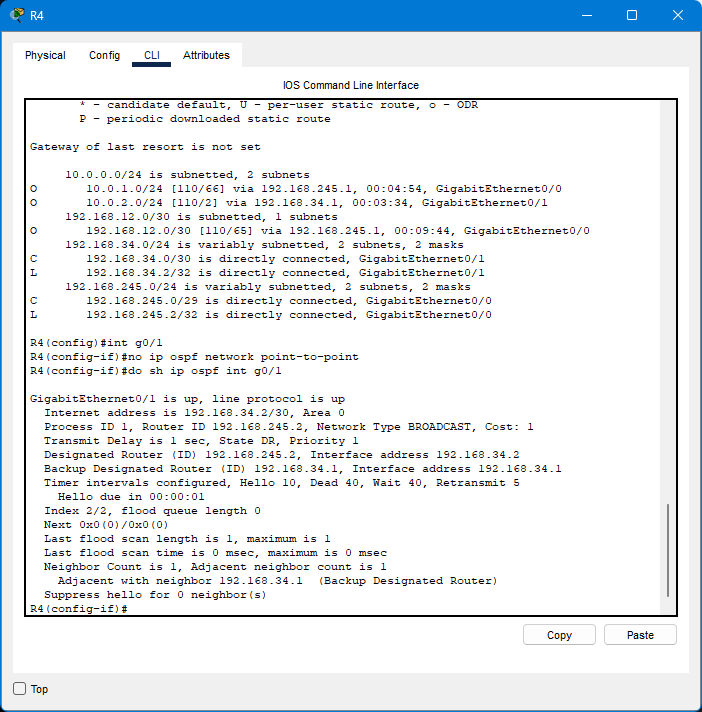 R4
Physical Config CLI Attributes
IOS Command Line Interface
* - candidate default, U - per-user static route, o - ODR
P - periodic downloaded static route
Gateway of last resort is not set
10.0.0.0/24 is subnetted, 2 subnets
O 10.0.1.0/24 [110/66] via 192.168.245.1, 00:04:54, GigabitEthernet0/0
O 10.0.2.0/24 [110/2] via 192.168.34.1, 00:03:34, GigabitEthernet0/1
192.168.12.0/30 is subnetted, 1 subnets
O 192.168.12.0/30 [110/65] via 192.168.245.1, 00:09:44, GigabitEthernet0/0
192.168.34.0/24 is variably subnetted, 2 subnets, 2 masks
C 192.168.34.0/30 is directly connected, GigabitEthernet0/1
L 192.168.34.2/32 is directly connected, GigabitEthernet0/1
192.168.245.0/24 is variably subnetted, 2 subnets, 2 masks
C 192.168.245.0/29 is directly connected, GigabitEthernet0/0
L 192.168.245.2/32 is directly connected, GigabitEthernet0/0
R4(config)#int g0/1
R4(config-if)#no ip ospf network point-to-point
R4(config-if)#do sh ip ospf int g0/1
GigabitEthernet0/1 is up, line protocol is up
Internet address is 192.168.34.2/30, Area 0
Process ID 1, Router ID 192.168.245.2, Network Type BROADCAST, Cost: 1
Transmit Delay is 1 sec, State DR, Priority 1
Designated Router (ID) 192.168.245.2, Interface address 192.168.34.2
Backup Designated Router (ID) 192.168.34.1, Interface address 192.168.34.1
Timer intervals configured, Hello 10, Dead 40, Wait 40, Retransmit 5
Hello due in 00:00:01
Index 2/2, flood queue length 0
Next 0x0(0)/0x0(0)
Last flood scan length is 1, maximum is 1
Last flood scan time is 0 msec, maximum is 0 msec
Neighbor Count is 1, Adjacent neighbor count is 1
Adjacent with neighbor 192.168.34.1 (Backup Designated Router)
Suppress hello for 0 neighbor(s)
R4(config-if)#
Copy Paste
Top